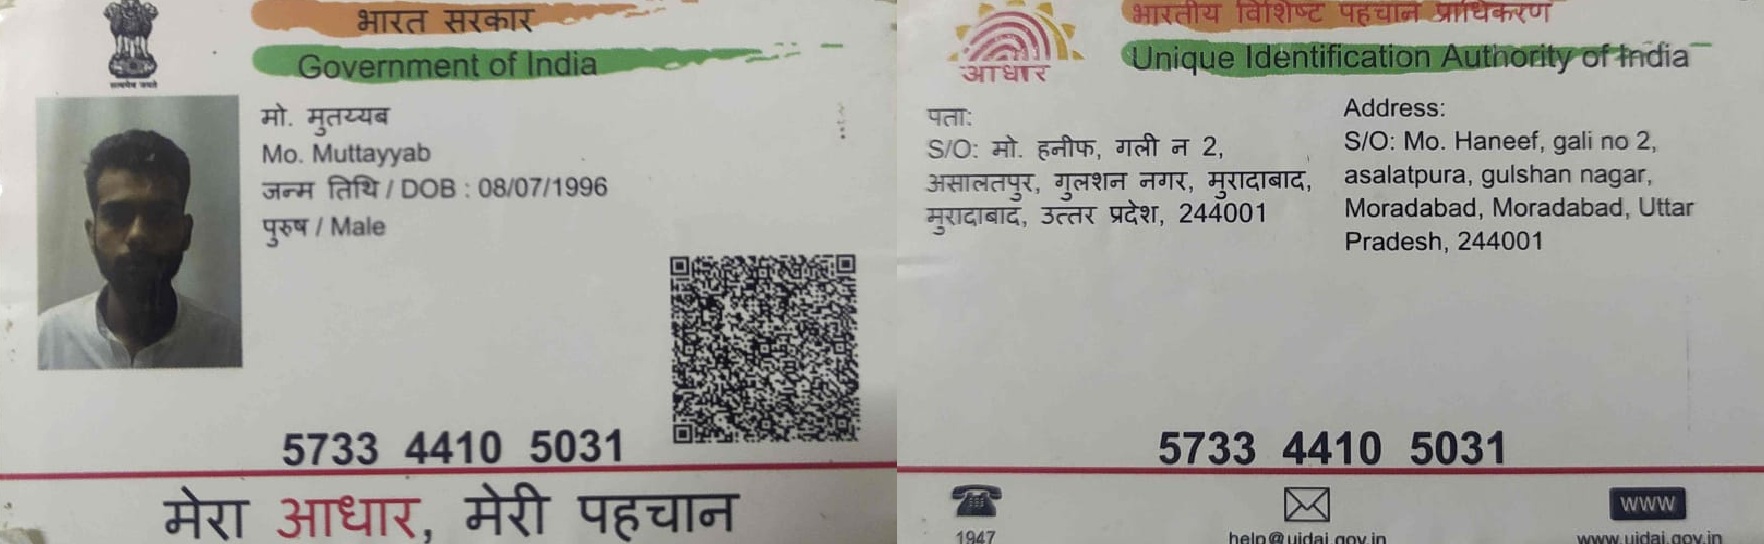 भारत सरकार
Government of India
सत्यमेव जयते
मो. मुतय्यब
Mo. Muttayyab
जन्म तिथि / DOB : 08/07/1996
पुरुष / Male
5733 4410 5031
मेरा आधार, मेरी पहचान
भारतीय विशिष्ट पहचान प्राधिकरण
Unique Identification Authority of India
आधार
पता:
S/O: मो. हनीफ, गली न 2,
असालतपुर, गुलशन नगर, मुरादाबाद,
मुरादाबाद, उत्तर प्रदेश, 244001
Address:
S/O: Mo. Haneef, gali no 2,
asalatpura, gulshan nagar,
Moradabad, Moradabad, Uttar
Pradesh, 244001
5733 4410 5031
WWW
1947
help@uidai.gov.in
www.uidai.gov.in